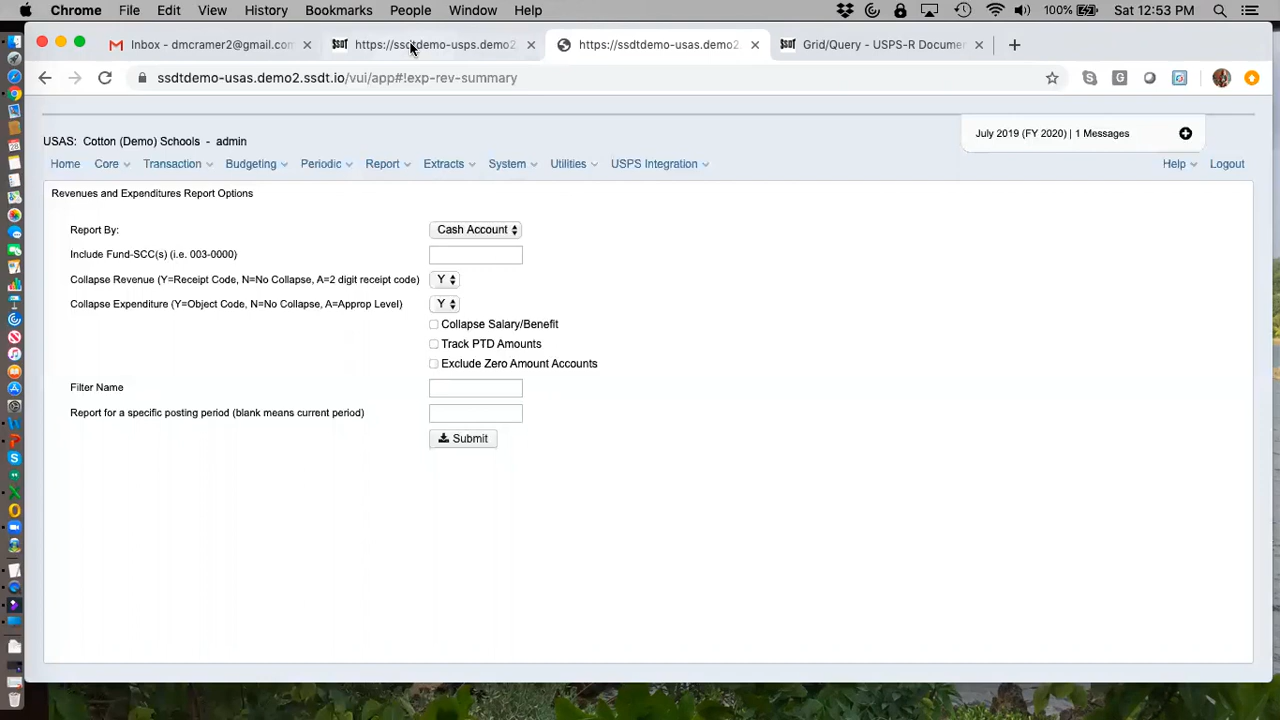 Chrome File Edit View History Bookmarks People Window Help 100% Sat 12:53 PM
Inbox - dmcramer2@gmail.com https://ssdtdemo-usps.demo2. https://ssdtdemo-usas.demo2. SSDT Grid/Query - USPS-R Documen
ssdtdemo-usas.demo2.ssdt.io/vui/app#!exp-rev-summary
July 2019 (FY 2020) | 1 Messages
USAS: Cotton (Demo) Schools - admin
Home Core Transaction Budgeting Periodic Report Extracts System Utilities USPS Integration Help Logout
Revenues and Expenditures Report Options
Report By: Cash Account
Include Fund-SCC(s) (i.e. 003-0000)
Collapse Revenue (Y=Receipt Code, N=No Collapse, A=2 digit receipt code) Y
Collapse Expenditure (Y=Object Code, N=No Collapse, A=Approp Level) Y
Collapse Salary/Benefit
Track PTD Amounts
Exclude Zero Amount Accounts
Filter Name
Report for a specific posting period (blank means current period)
Submit